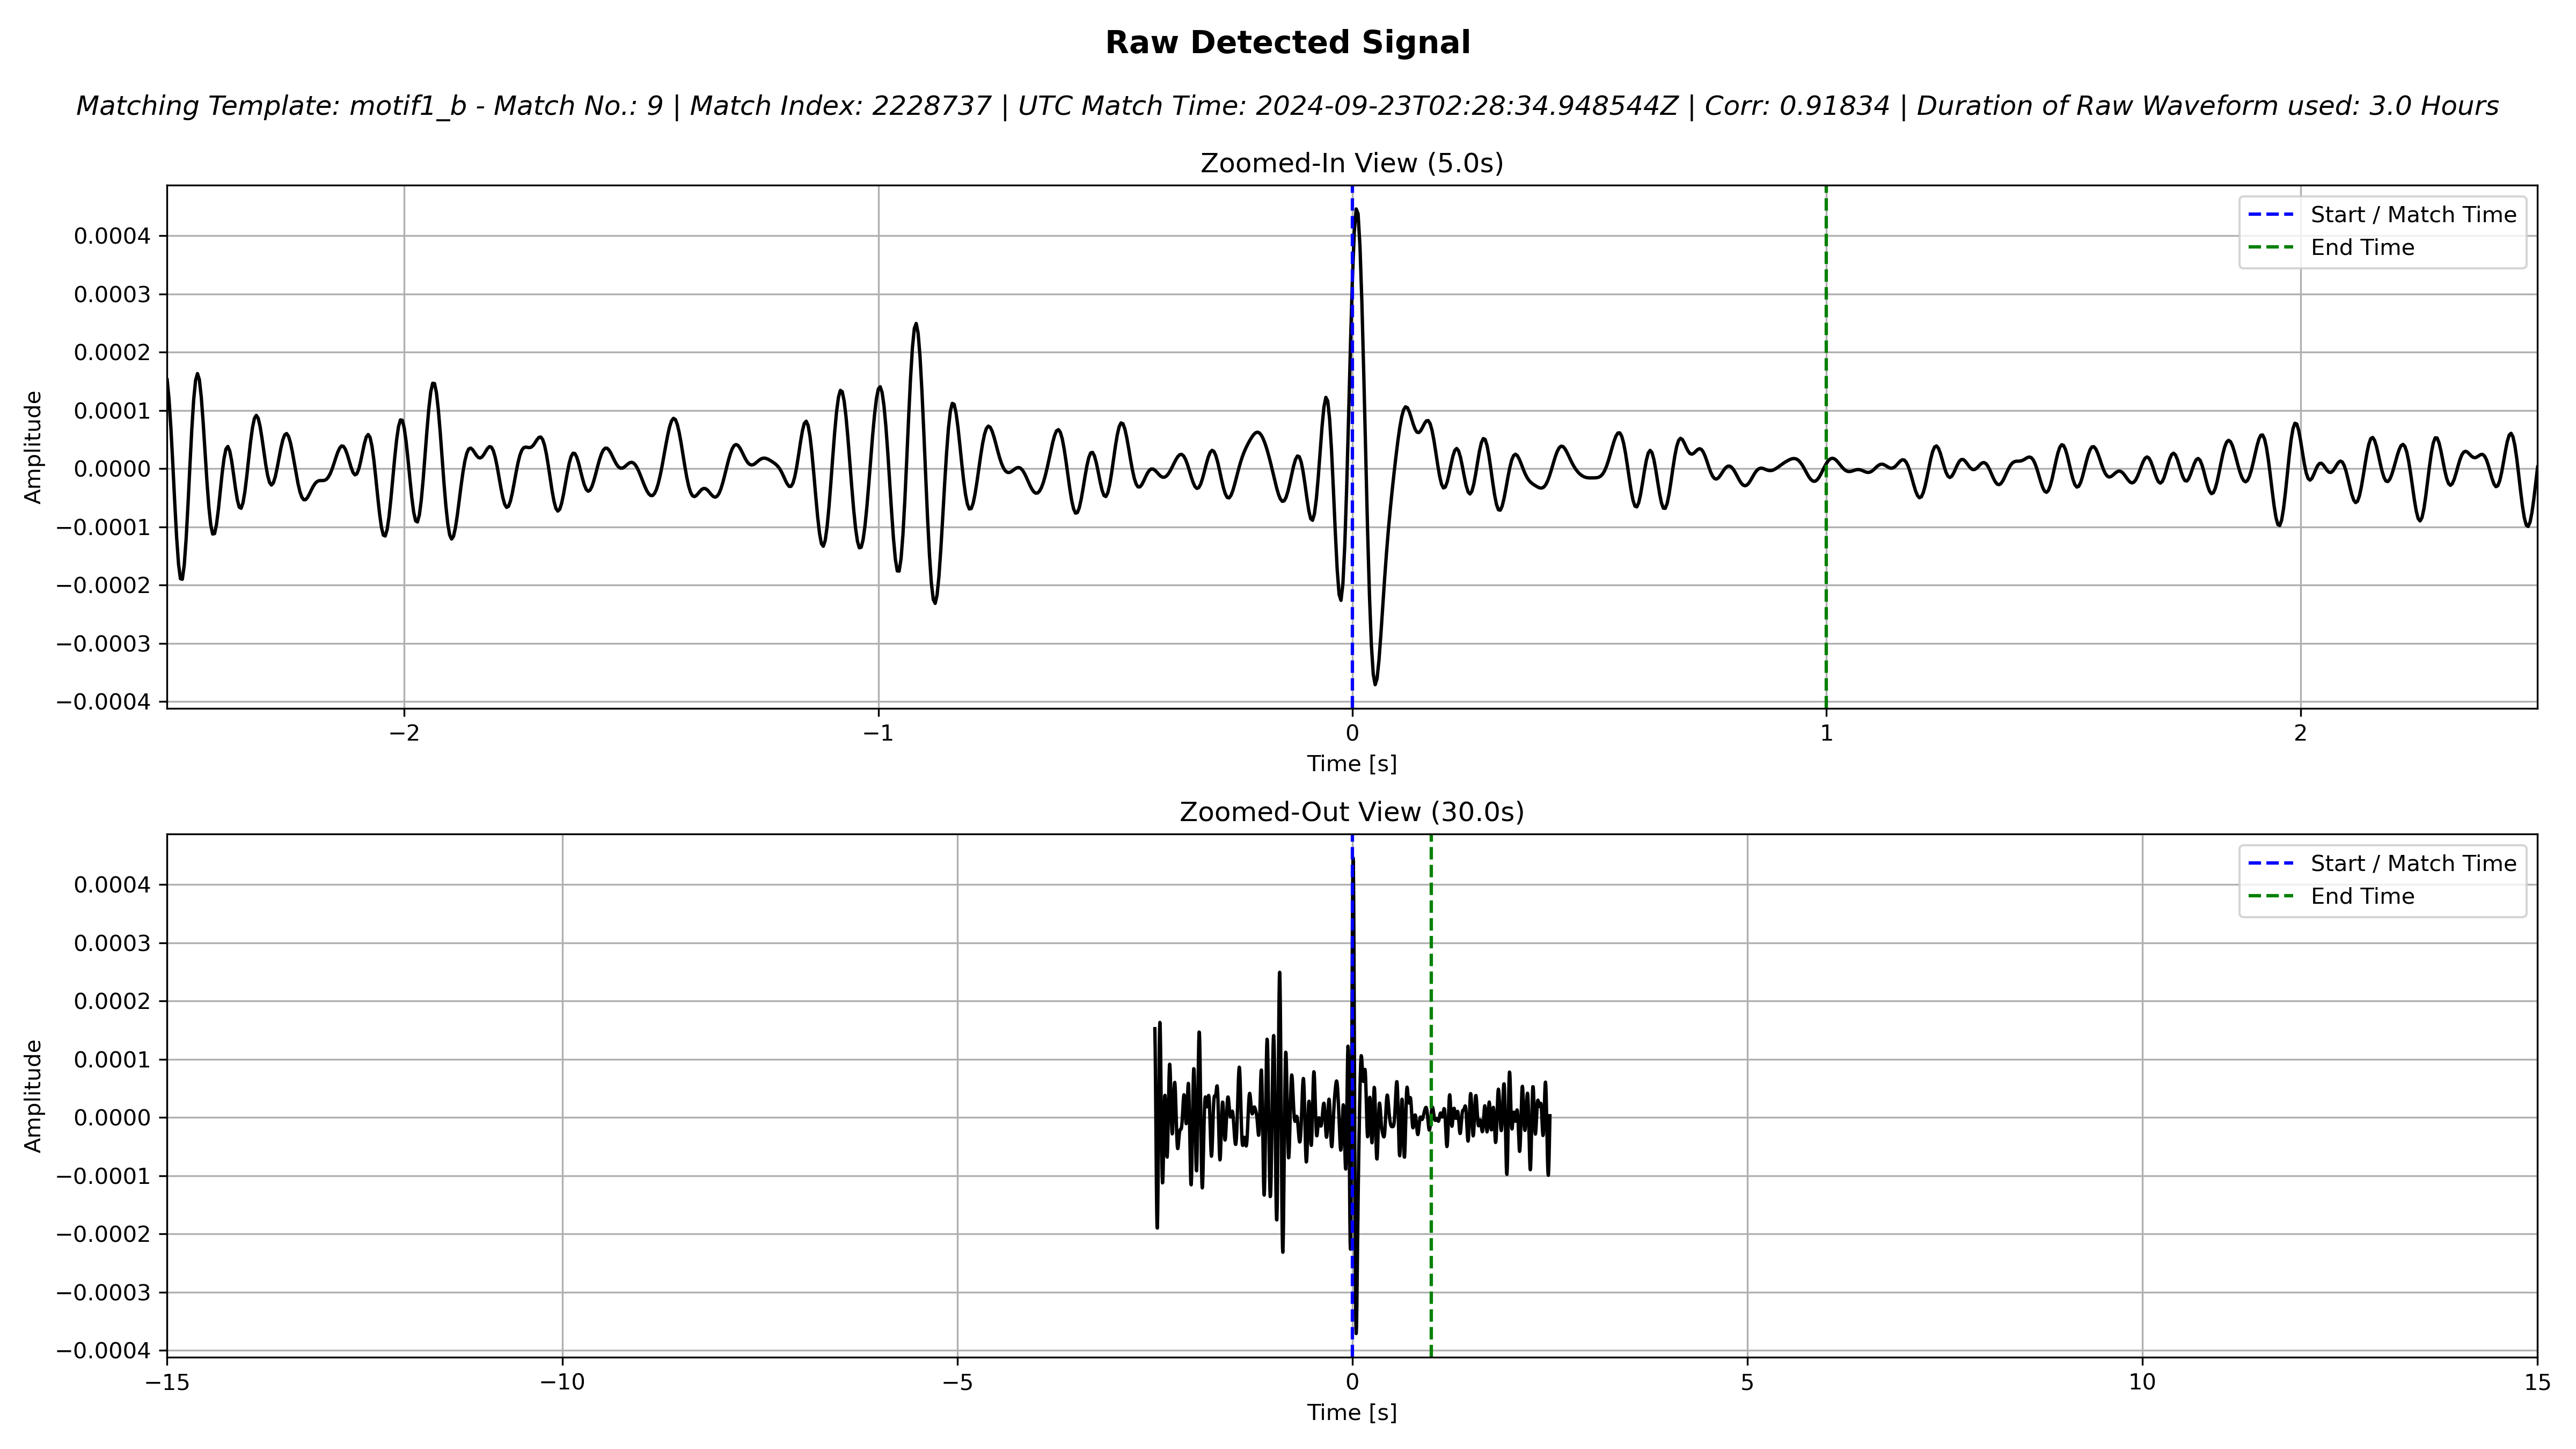 Raw Detected Signal
Matching Template: motif1_b - Match No.: 9 | Match Index: 2228737 | UTC Match Time: 2024-09-23T02:28:34.948544Z | Corr: 0.91834 | Duration of Raw Waveform used: 3.0 Hours
Zoomed-In View (5.0s)
Start / Match Time
End Time
0.0004
0.0003
0.0002
0.0001
0.0000
−0.0001
−0.0002
−0.0003
−0.0004
Amplitude
−2 −1 0 1 2
Time [s]
Zoomed-Out View (30.0s)
Start / Match Time
End Time
0.0004
0.0003
0.0002
0.0001
0.0000
−0.0001
−0.0002
−0.0003
−0.0004
Amplitude
−15 −10 −5 0 5 10 15
Time [s]